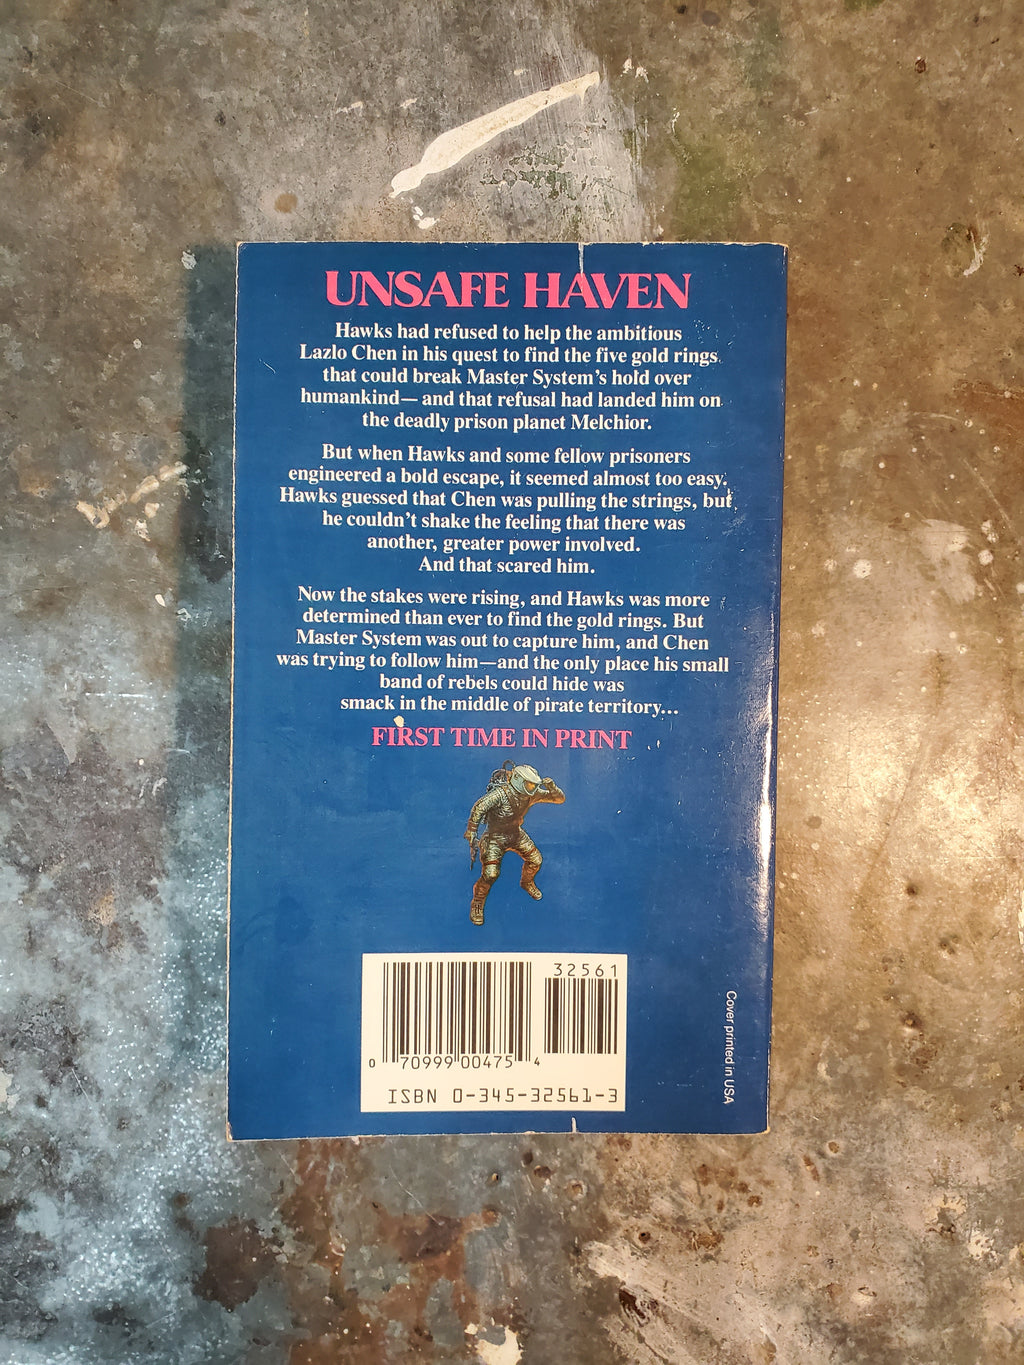 UNSAFE HAVEN
Hawks had refused to help the ambitious
Lazlo Chen in his quest to find the five gold rings
that could break Master System's hold over
humankind— and that refusal had landed him on
the deadly prison planet Melchior.
But when Hawks and some fellow prisoners
engineered a bold escape, it seemed almost too easy.
Hawks guessed that Chen was pulling the strings, but
he couldn't shake the feeling that there was
another, greater power involved.
And that scared him.
Now the stakes were rising, and Hawks was more
determined than ever to find the gold rings. But
Master System was out to capture him, and Chen
was trying to follow him—and the only place his small
band of rebels could hide was
smack in the middle of pirate territory...
FIRST TIME IN PRINT
32561
0 70999 00475 4
ISBN 0-345-32561-3
Cover printed in USA